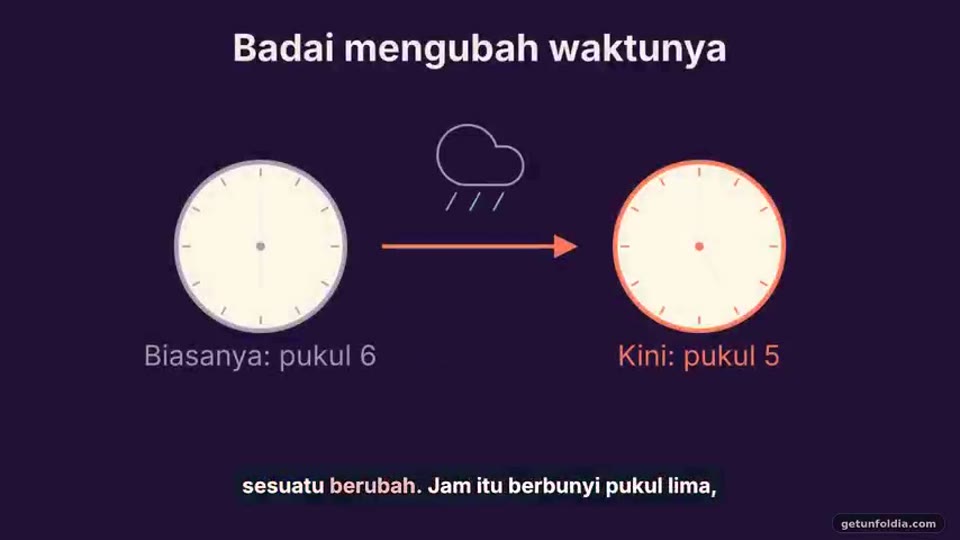 Badai mengubah waktunya
Biasanya: pukul 6
Kini: pukul 5
sesuatu berubah. Jam itu berbunyi pukul lima,
getunfoldia.com